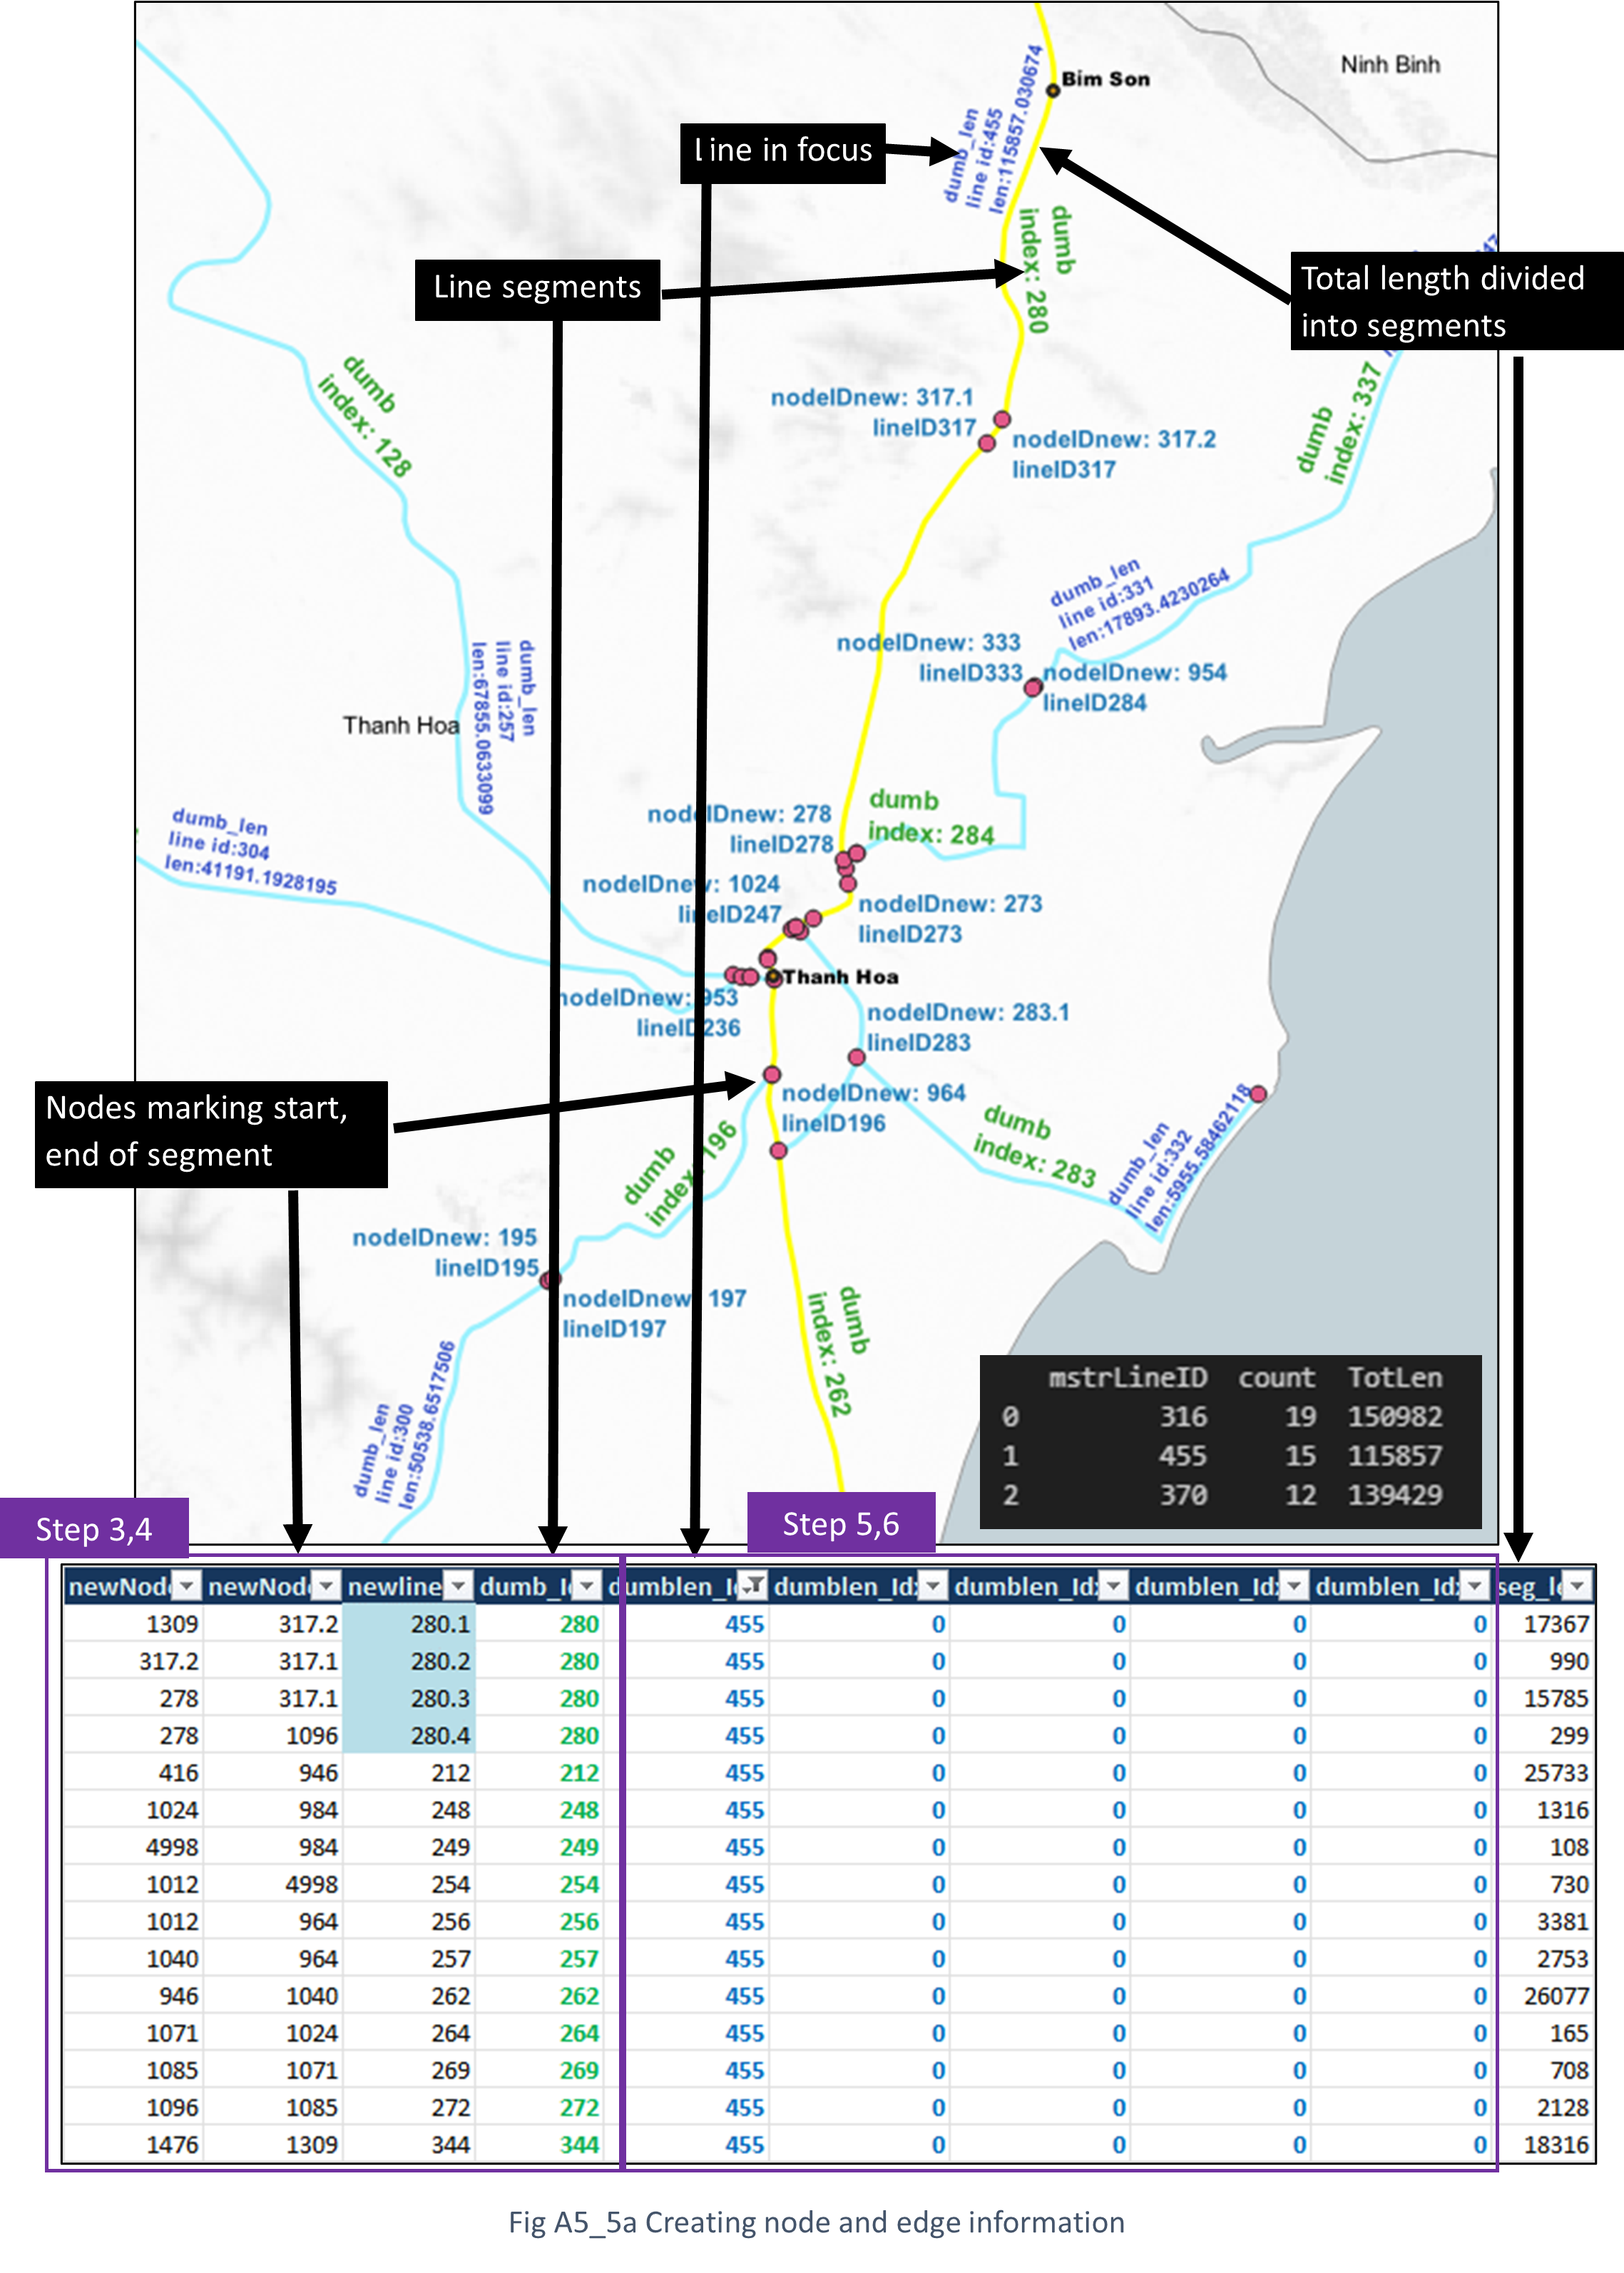 Ninh Binh
Bim Son
Line in focus
dumb_len
line id:455
len:115857.030674
dumb
index: 280
Line segments
Total length divided
into segments
dumb
index: 128
dumb
index: 337
nodeIDnew: 317.1
lineID317
nodeIDnew: 317.2
lineID317
dumb_len
line id:331
len:17893.4230264
nodeIDnew: 333
lineID333
nodeIDnew: 954
lineID284
dumb_len
line id:257
len:67855.0633099
Thanh Hoa
dumb_len
line id:304
len:41191.1928195
nodeIDnew: 278
lineID278
dumb
index: 284
nodeIDnew: 1024
lineID247
nodeIDnew: 273
lineID273
Thanh Hoa
nodeIDnew: 953
lineID236
nodeIDnew: 283.1
lineID283
Nodes marking start,
end of segment
nodeIDnew: 964
lineID196
dumb
index: 196
dumb
index: 283
dumb_len
line id:332
len:5955.58462118
nodeIDnew: 195
lineID195
nodeIDnew: 197
lineID197
dumb
index: 262
dumb_len
line id:300
len:50538.6517506
mstrLineID count TotLen
0 316 19 150982
1 455 15 115857
2 370 12 139429
Step 3,4
Step 5,6
newNod newNod newline dumb_I dumblen_I dumblen_Id dumblen_Id dumblen_Id dumblen_Id seg_le
1309 317.2 280.1 280 455 0 0 0 0 17367
317.2 317.1 280.2 280 455 0 0 0 0 990
278 317.1 280.3 280 455 0 0 0 0 15785
278 1096 280.4 280 455 0 0 0 0 299
416 946 212 212 455 0 0 0 0 25733
1024 984 248 248 455 0 0 0 0 1316
4998 984 249 249 455 0 0 0 0 108
1012 4998 254 254 455 0 0 0 0 730
1012 964 256 256 455 0 0 0 0 3381
1040 964 257 257 455 0 0 0 0 2753
946 1040 262 262 455 0 0 0 0 26077
1071 1024 264 264 455 0 0 0 0 165
1085 1071 269 269 455 0 0 0 0 708
1096 1085 272 272 455 0 0 0 0 2128
1476 1309 344 344 455 0 0 0 0 18316
Fig A5_5a Creating node and edge information